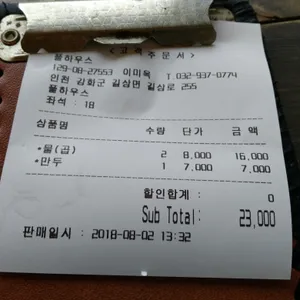 <고객주문서>
풀하우스
129-08-27553 이미옥
T.032-937-0774
인천 강화군 길상면 길상로 255
풀하우스
좌석 : 18
상품명 수량 단가 금액
*물(곱) 2 8,000 16,000
*만두 1 7,000 7,000
할인합계 : 0
Sub Total: 23,000
판매일시 : 2018-08-02 13:32